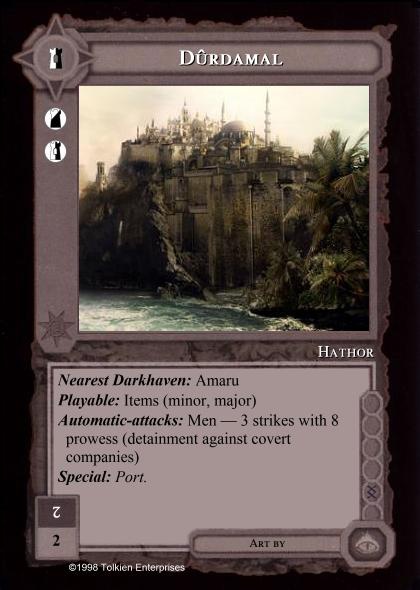 DÛRDAMAL
HATHOR
Nearest Darkhaven: Amaru
Playable: Items (minor, major)
Automatic-attacks: Men — 3 strikes with 8
prowess (detainment against covert
companies)
Special: Port.
2
2
ART BY
©1998 Tolkien Enterprises